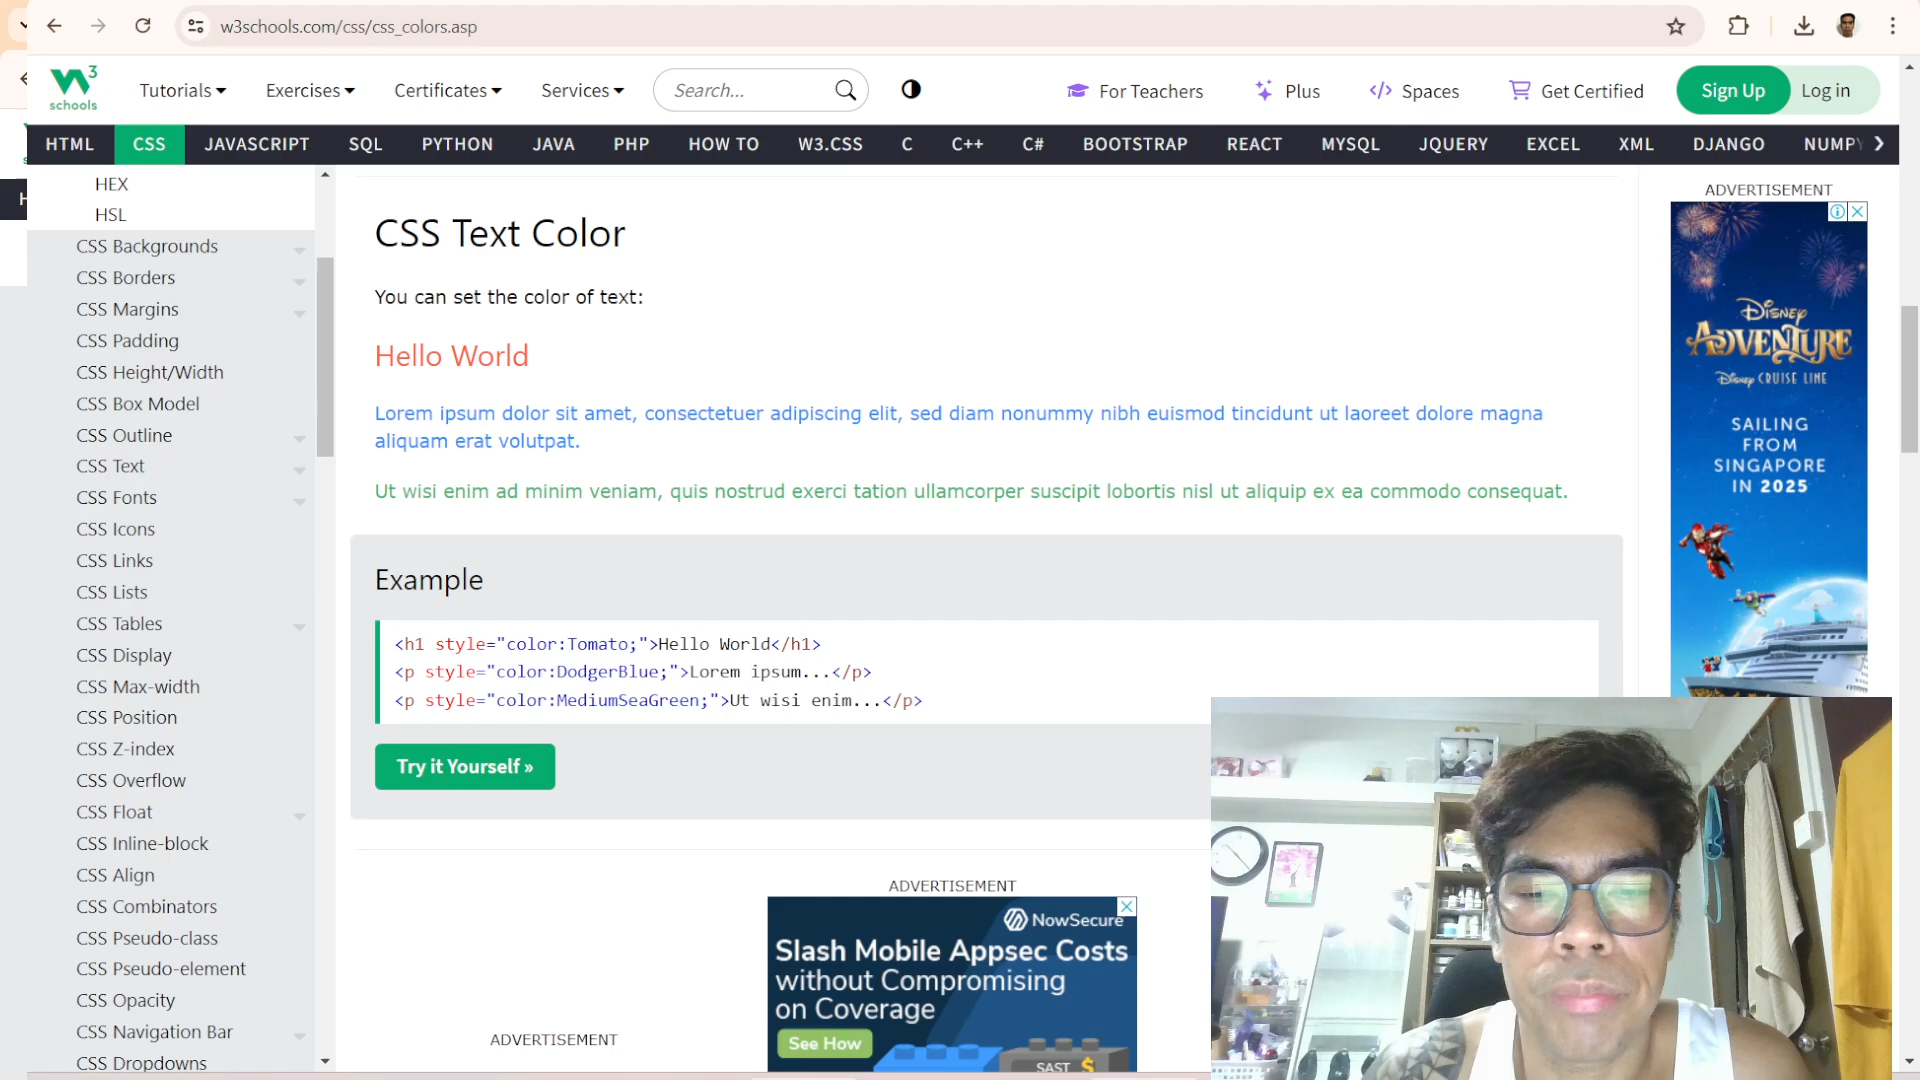 w3schools.com/css/css_colors.asp
W3
schools
Tutorials
Exercises
Certificates
Services
Search...
For Teachers
Plus
Spaces
Get Certified
Sign Up
Log in
HTML CSS JAVASCRIPT SQL PYTHON JAVA PHP HOW TO W3.CSS C C++ C# BOOTSTRAP REACT MYSQL JQUERY EXCEL XML DJANGO NUMPY
HEX
HSL
CSS Backgrounds
CSS Borders
CSS Margins
CSS Padding
CSS Height/Width
CSS Box Model
CSS Outline
CSS Text
CSS Fonts
CSS Icons
CSS Links
CSS Lists
CSS Tables
CSS Display
CSS Max-width
CSS Position
CSS Z-index
CSS Overflow
CSS Float
CSS Inline-block
CSS Align
CSS Combinators
CSS Pseudo-class
CSS Pseudo-element
CSS Opacity
CSS Navigation Bar
CSS Dropdowns
CSS Text Color
You can set the color of text:
Hello World
Lorem ipsum dolor sit amet, consectetuer adipiscing elit, sed diam nonummy nibh euismod tincidunt ut laoreet dolore magna
aliquam erat volutpat.
Ut wisi enim ad minim veniam, quis nostrud exerci tation ullamcorper suscipit lobortis nisl ut aliquip ex ea commodo consequat.
Example
<h1 style="color:Tomato;">Hello World</h1>
<p style="color:DodgerBlue;">Lorem ipsum...</p>
<p style="color:MediumSeaGreen;">Ut wisi enim...</p>
Try it Yourself »
ADVERTISEMENT
NowSecure
Slash Mobile Appsec Costs
without Compromising
on Coverage
See How
SAST $
ADVERTISEMENT
ADVERTISEMENT
Disney
ADVENTURE
Disney CRUISE LINE
SAILING
FROM
SINGAPORE
IN 2025